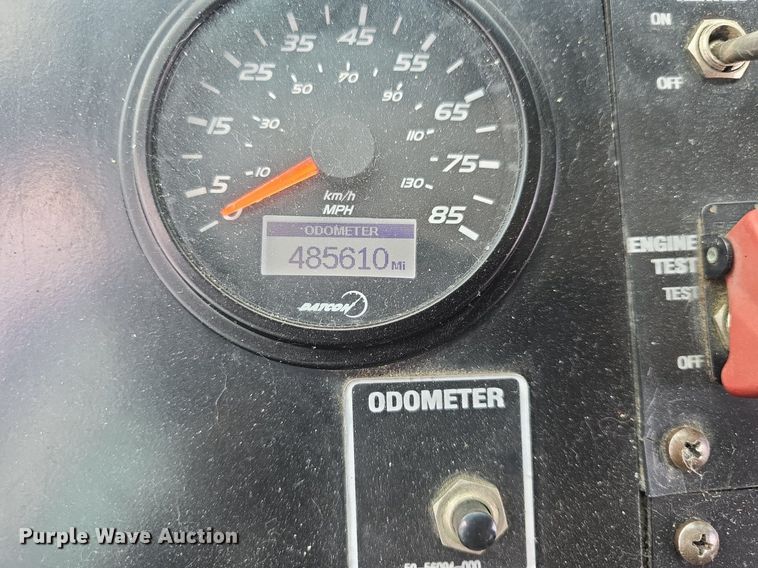 ON
OFF
45
35
55
25
70
50
90
65
15
30
110
75
5
10
130
85
0
km/h
MPH
ODOMETER
485610 Mi
DATCON
ENGINE
TEST
TEST
OFF
ODOMETER
Purple Wave Auction